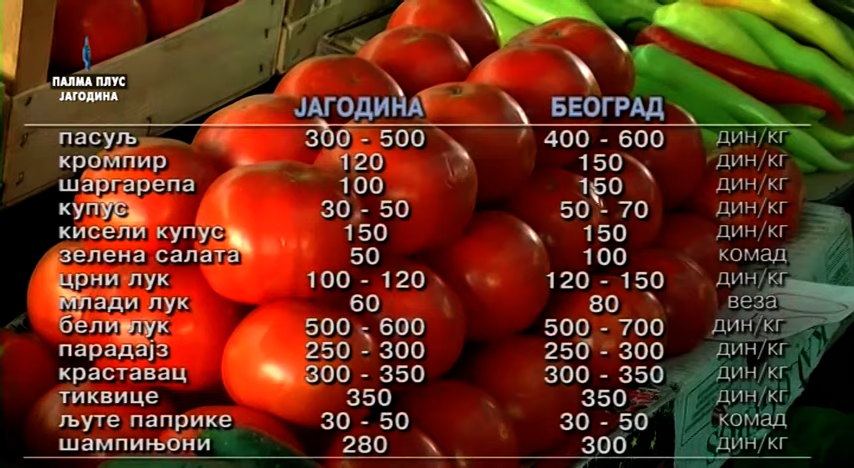 ПАЛМА ПЛУС
ЈАГОДИНА
ЈАГОДИНА БЕОГРАД
пасуљ 300 - 500 400 - 600 дин/кг
кромпир 120 150 дин/кг
шаргарепа 100 150 дин/кг
купус 30 - 50 50 - 70 дин/кг
кисели купус 150 150 дин/кг
зелена салата 50 100 комад
црни лук 100 - 120 120 - 150 дин/кг
млади лук 60 80 веза
бели лук 500 - 600 500 - 700 дин/кг
парадајз 250 - 300 250 - 300 дин/кг
краставац 300 - 350 300 - 350 дин/кг
тиквице 350 350 дин/кг
љуте паприке 30 - 50 30 - 50 комад
шампињони 280 300 дин/кг